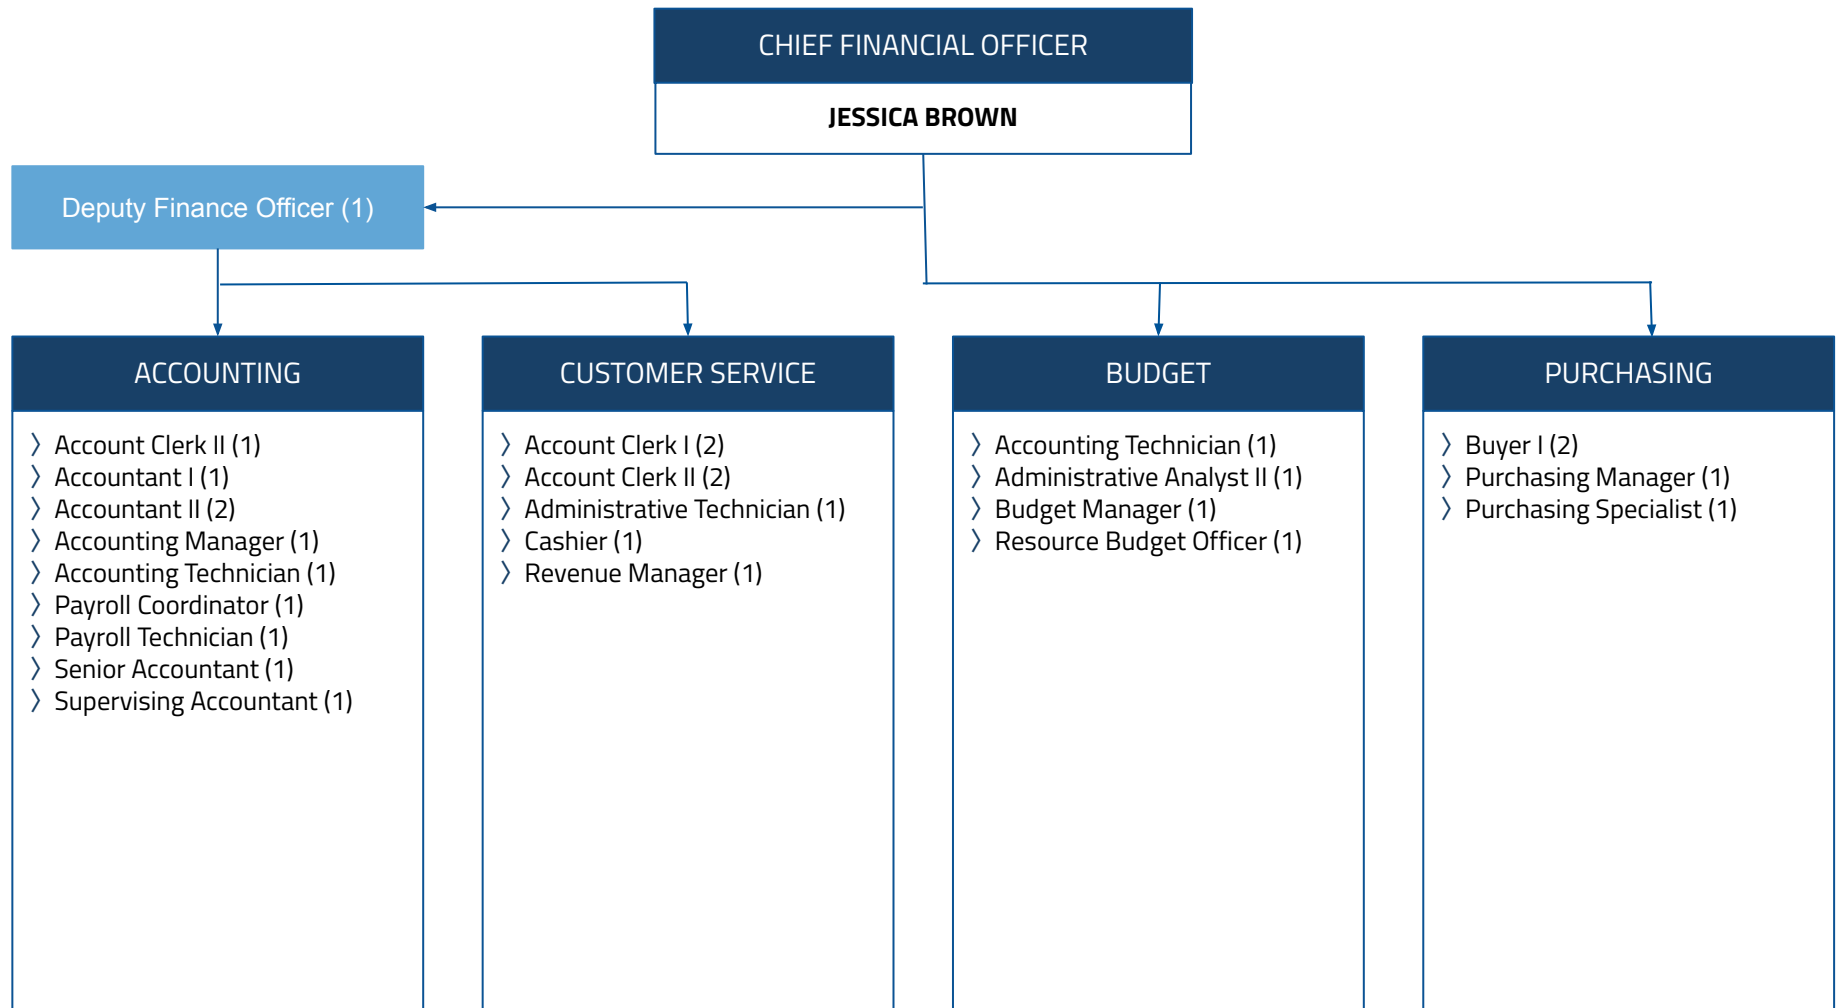 CHIEF FINANCIAL OFFICER
JESSICA BROWN
Deputy Finance Officer (1)
ACCOUNTING
〉 Account Clerk II (1)
〉 Accountant I (1)
〉 Accountant II (2)
〉 Accounting Manager (1)
〉 Accounting Technician (1)
〉 Payroll Coordinator (1)
〉 Payroll Technician (1)
〉 Senior Accountant (1)
〉 Supervising Accountant (1)
CUSTOMER SERVICE
〉 Account Clerk I (2)
〉 Account Clerk II (2)
〉 Administrative Technician (1)
〉 Cashier (1)
〉 Revenue Manager (1)
BUDGET
〉 Accounting Technician (1)
〉 Administrative Analyst II (1)
〉 Budget Manager (1)
〉 Resource Budget Officer (1)
PURCHASING
〉 Buyer I (2)
〉 Purchasing Manager (1)
〉 Purchasing Specialist (1)